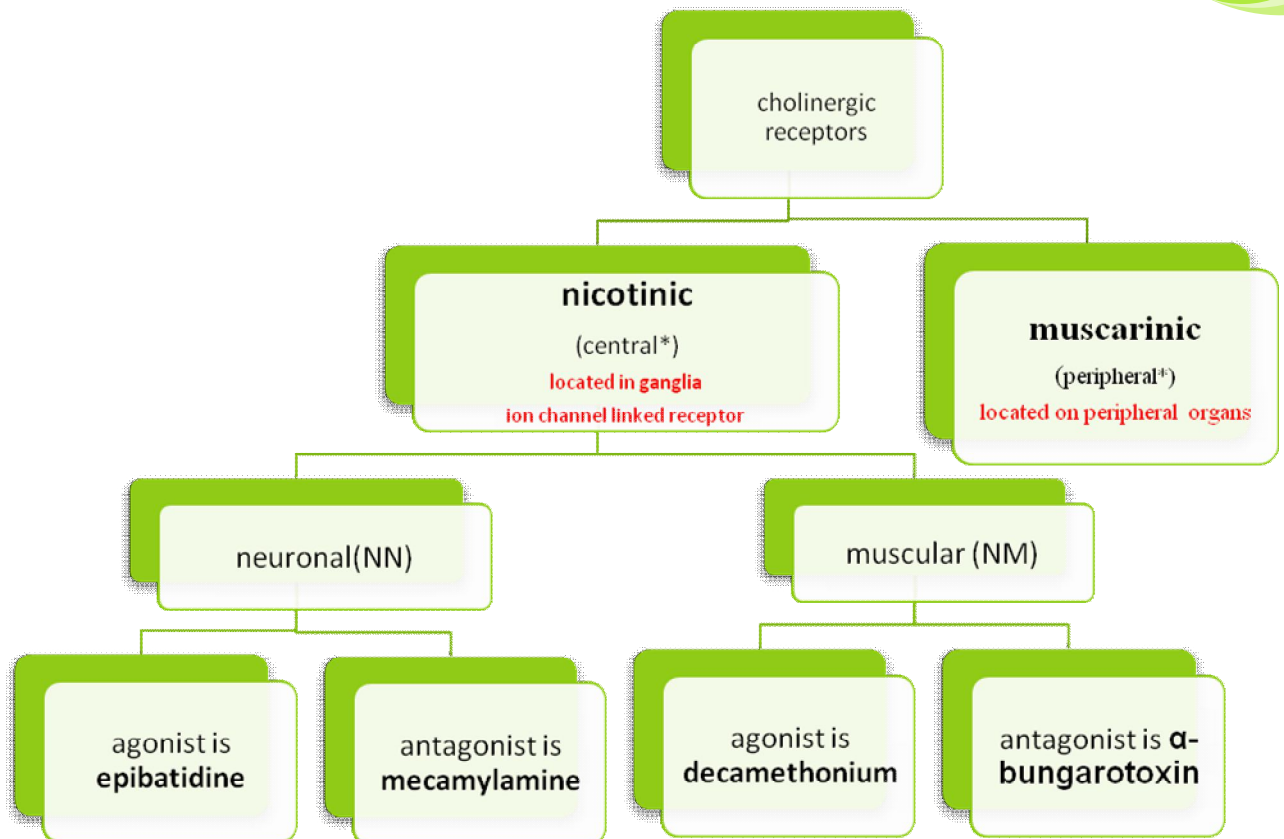 cholinergic
receptors
nicotinic
(central*)
located in ganglia
ion channel linked receptor
muscarinic
(peripheral*)
located on peripheral organs
neuronal(NN)
muscular (NM)
agonist is
epibatidine
antagonist is
mecamylamine
agonist is
decamethonium
antagonist is α-
bungarotoxin